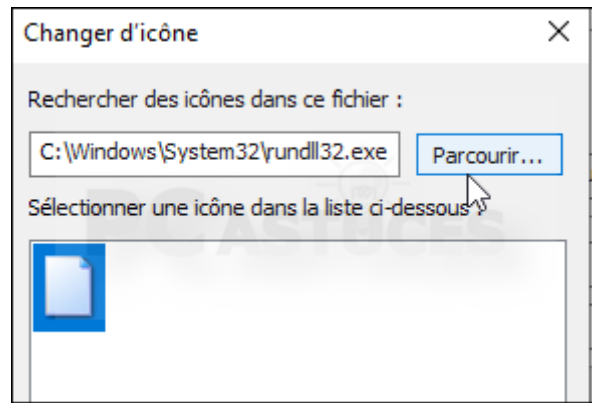 Changer d'icône
Rechercher des icônes dans ce fichier :
C:\Windows\System32\rundll32.exe Parcourir...
Sélectionner une icône dans la liste ci-dessous :
PC ASTUCES